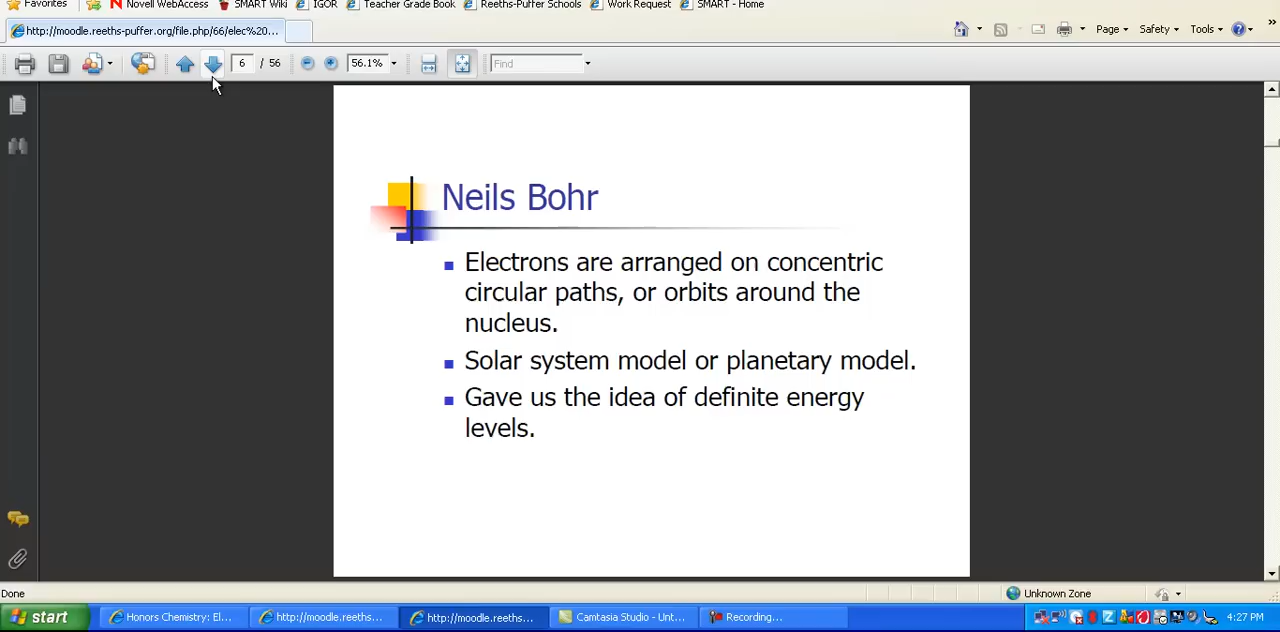 Favorites Novell WebAccess SMART Wiki IGOR Teacher Grade Book Reeths-Puffer Schools Work Request SMART - Home
http://moodle.reeths-puffer.org/file.php/66/elec%20... Page Safety Tools
6 / 56 56.1% Find
Neils Bohr
Electrons are arranged on concentric
circular paths, or orbits around the
nucleus.
Solar system model or planetary model.
Gave us the idea of definite energy
levels.
Done Unknown Zone
start Honors Chemistry: El... http://moodle.reeths... http://moodle.reeths... Camtasia Studio - Unt... Recording... 4:27 PM